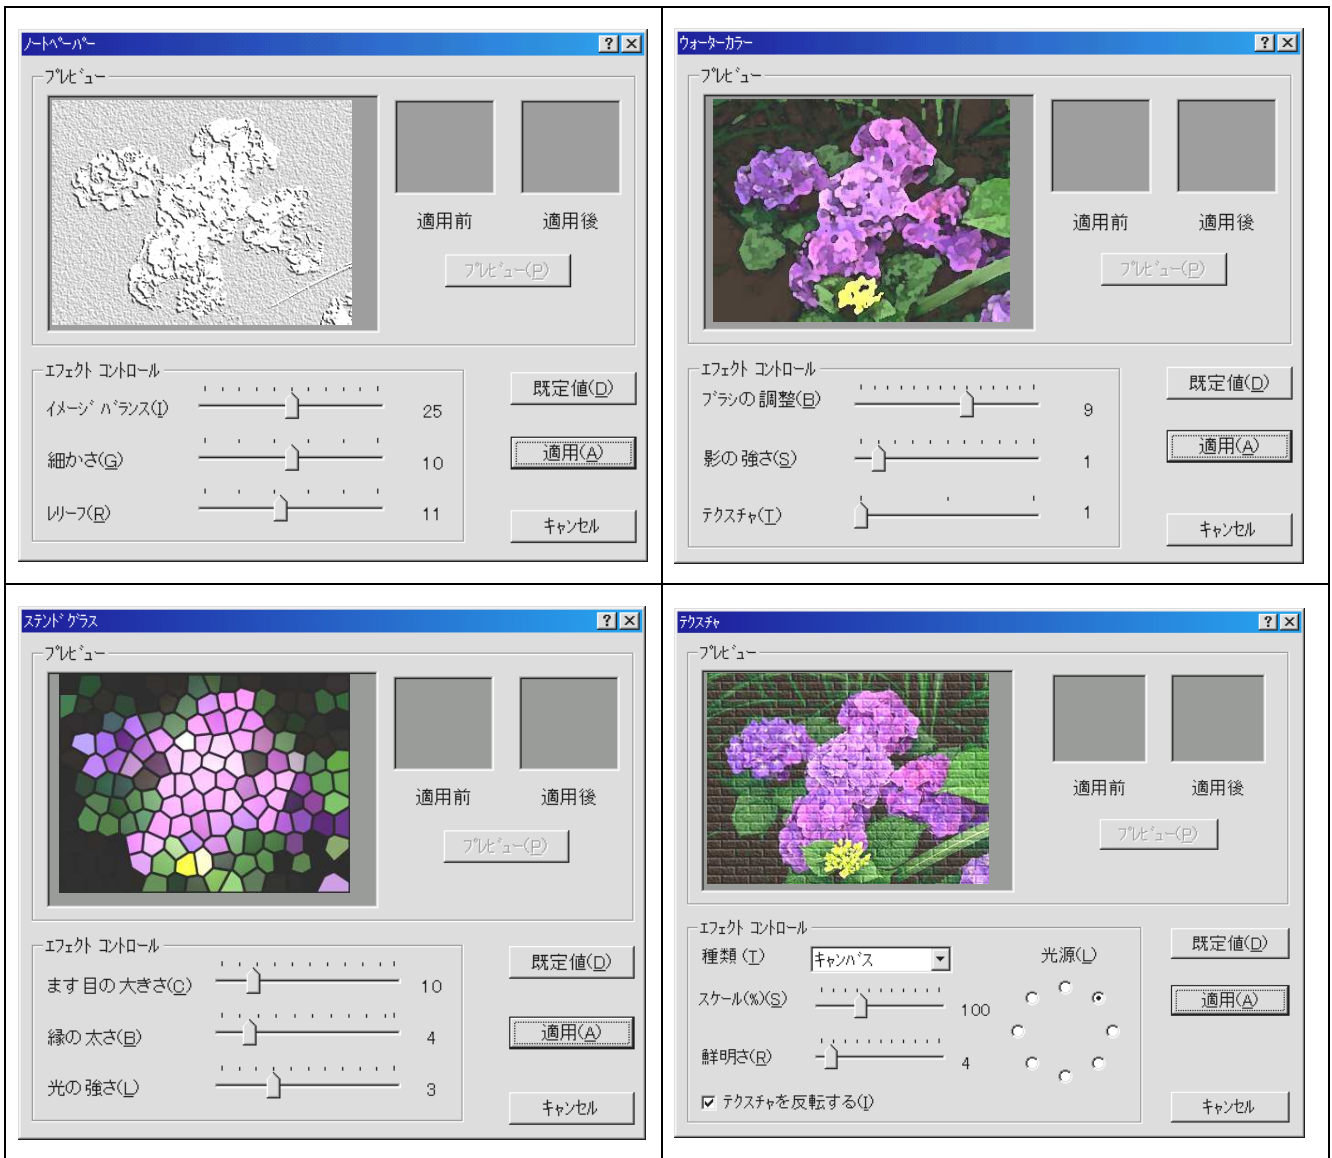 ノートペーパー
プレビュー
適用前 適用後
プレビュー(P)
エフェクト コントロール
イメージ バランス(I) 25
細かさ(G) 10
レリーフ(R) 11
既定値(D)
適用(A)
キャンセル
ウォーターカラー
プレビュー
適用前 適用後
プレビュー(P)
エフェクト コントロール
ブラシの調整(B) 9
影の強さ(S) 1
テクスチャ(T) 1
既定値(D)
適用(A)
キャンセル
ステンド グラス
プレビュー
適用前 適用後
プレビュー(P)
エフェクト コントロール
ます目の大きさ(C) 10
縁の太さ(B) 4
光の強さ(L) 3
既定値(D)
適用(A)
キャンセル
テクスチャ
プレビュー
適用前 適用後
プレビュー(P)
エフェクト コントロール
種類(T) キャンバス 光源(L)
スケール(%)(S) 100
鮮明さ(R) 4
テクスチャを反転する(I)
既定値(D)
適用(A)
キャンセル